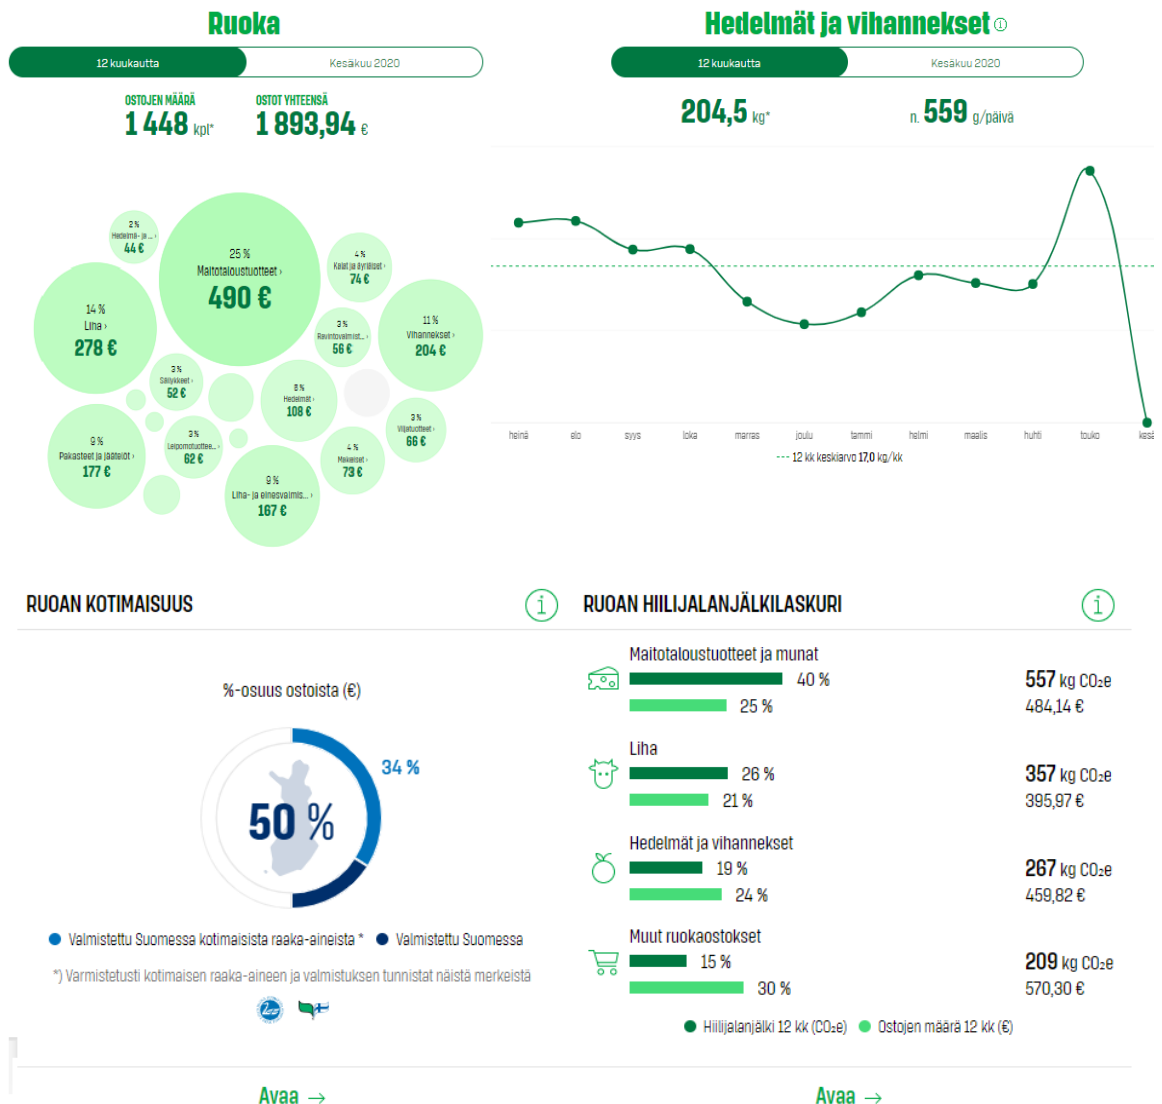 Ruoka
12 kuukautta
Kesäkuu 2020
OSTOJEN MÄÄRÄ
1 448 kpl*
OSTOT YHTEENSÄ
1 893,94 €
2 %
Hedelmä- ja ... ›
44 €
25 %
Maitotaloustuotteet ›
490 €
4 %
Kalat ja äyriäiset ›
74 €
14 %
Liha ›
278 €
3 %
Ravintovalmist... ›
56 €
11 %
Vihannekset ›
204 €
3 %
Säilykkeet ›
52 €
8 %
Hedelmät ›
108 €
3 %
Viljatuotteet ›
66 €
9 %
Pakasteet ja jäätelöt ›
177 €
3 %
Leipomotuottee... ›
62 €
4 %
Makeiset ›
73 €
9 %
Liha- ja einesvalmis... ›
167 €
Hedelmät ja vihannekset i
12 kuukautta
Kesäkuu 2020
204,5 kg*
n. 559 g/päivä
heinä elo syys loka marras joulu tammi helmi maalis huhti touko kesä
--- 12 kk keskiarvo 17,0 kg/kk
RUOAN KOTIMAISUUS i
%-osuus ostoista (€)
34 %
50 %
Valmistettu Suomessa kotimaisista raaka-aineista * Valmistettu Suomessa
*) Varmistetusti kotimaisen raaka-aineen ja valmistuksen tunnistat näistä merkeistä
Avaa →
RUOAN HIILIJALANJÄLKILASKURI i
Maitotaloustuotteet ja munat
40 % 557 kg CO₂e
25 % 484,14 €
Liha
26 % 357 kg CO₂e
21 % 395,97 €
Hedelmät ja vihannekset
19 % 267 kg CO₂e
24 % 459,82 €
Muut ruokaostokset
15 % 209 kg CO₂e
30 % 570,30 €
Hiilijalanjälki 12 kk (CO₂e) Ostojen määrä 12 kk (€)
Avaa →